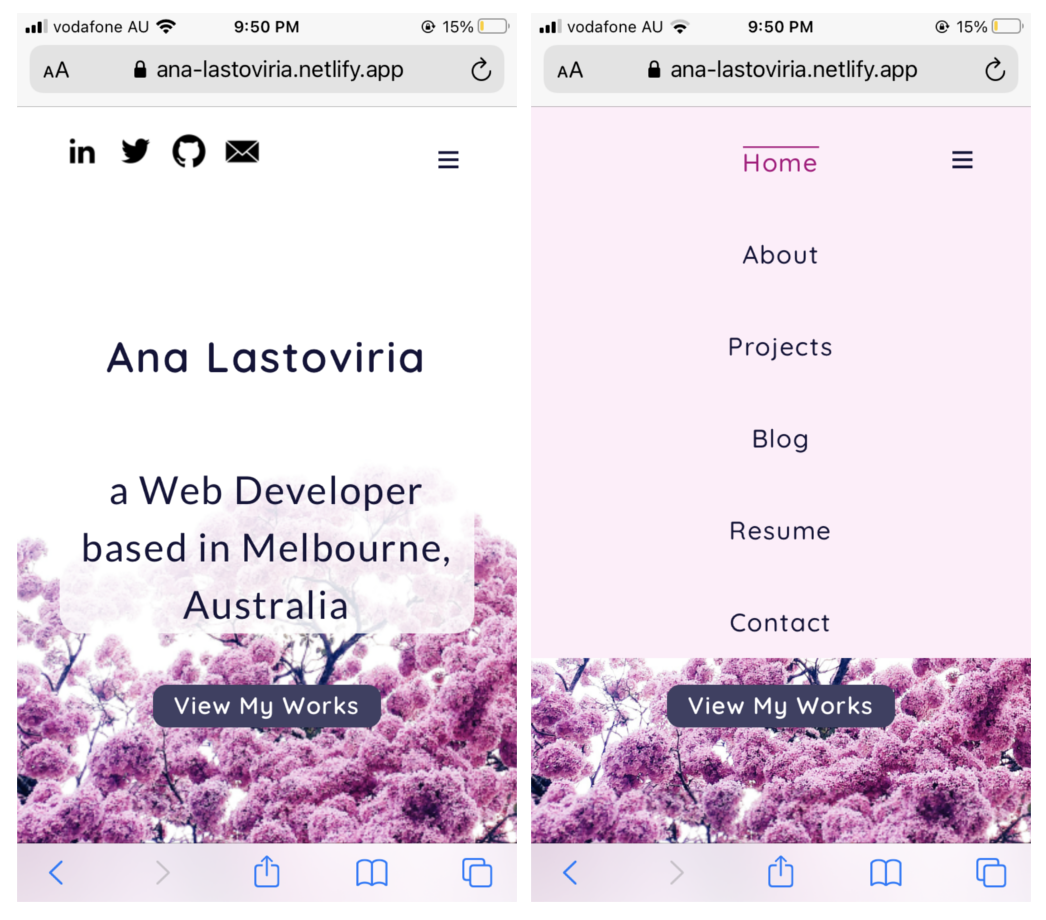 vodafone AU 9:50 PM 15%
AA ana-lastoviria.netlify.app
in
Ana Lastoviria
a Web Developer
based in Melbourne,
Australia
View My Works
vodafone AU 9:50 PM 15%
AA ana-lastoviria.netlify.app
Home
About
Projects
Blog
Resume
Contact
View My Works